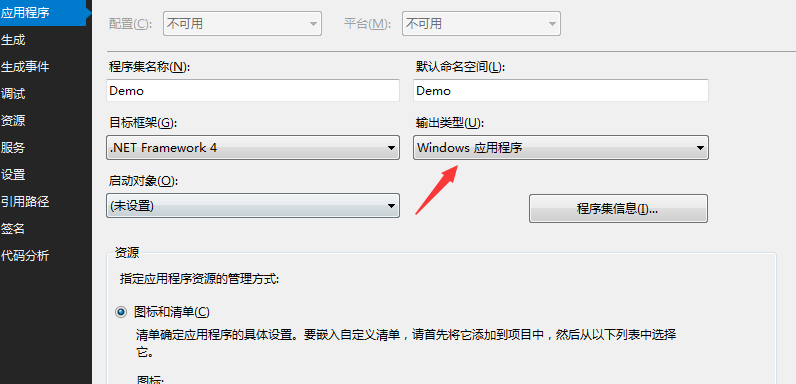 应用程序
生成
生成事件
调试
资源
服务
设置
引用路径
签名
代码分析
配置(C): 不可用 平台(M): 不可用
程序集名称(N): 默认命名空间(L):
Demo Demo
目标框架(G): 输出类型(U):
.NET Framework 4 Windows 应用程序
启动对象(O):
(未设置) 程序集信息(I)...
资源
指定应用程序资源的管理方式:
图标和清单(C)
清单确定应用程序的具体设置。要嵌入自定义清单，请首先将它添加到项目中，然后从以下列表中选择
它。
图标: